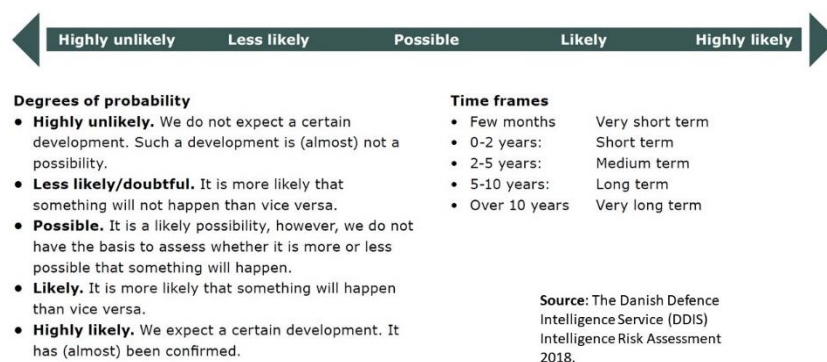 Highly unlikely Less likely Possible Likely Highly likely
Degrees of probability
• Highly unlikely. We do not expect a certain
development. Such a development is (almost) not a
possibility.
• Less likely/doubtful. It is more likely that
something will not happen than vice versa.
• Possible. It is a likely possibility, however, we do not
have the basis to assess whether it is more or less
possible that something will happen.
• Likely. It is more likely that something will happen
than vice versa.
• Highly likely. We expect a certain development. It
has (almost) been confirmed.
Time frames
• Few months Very short term
• 0-2 years: Short term
• 2-5 years: Medium term
• 5-10 years: Long term
• Over 10 years Very long term
Source: The Danish Defence
Intelligence Service (DDIS)
Intelligence Risk Assessment
2018.